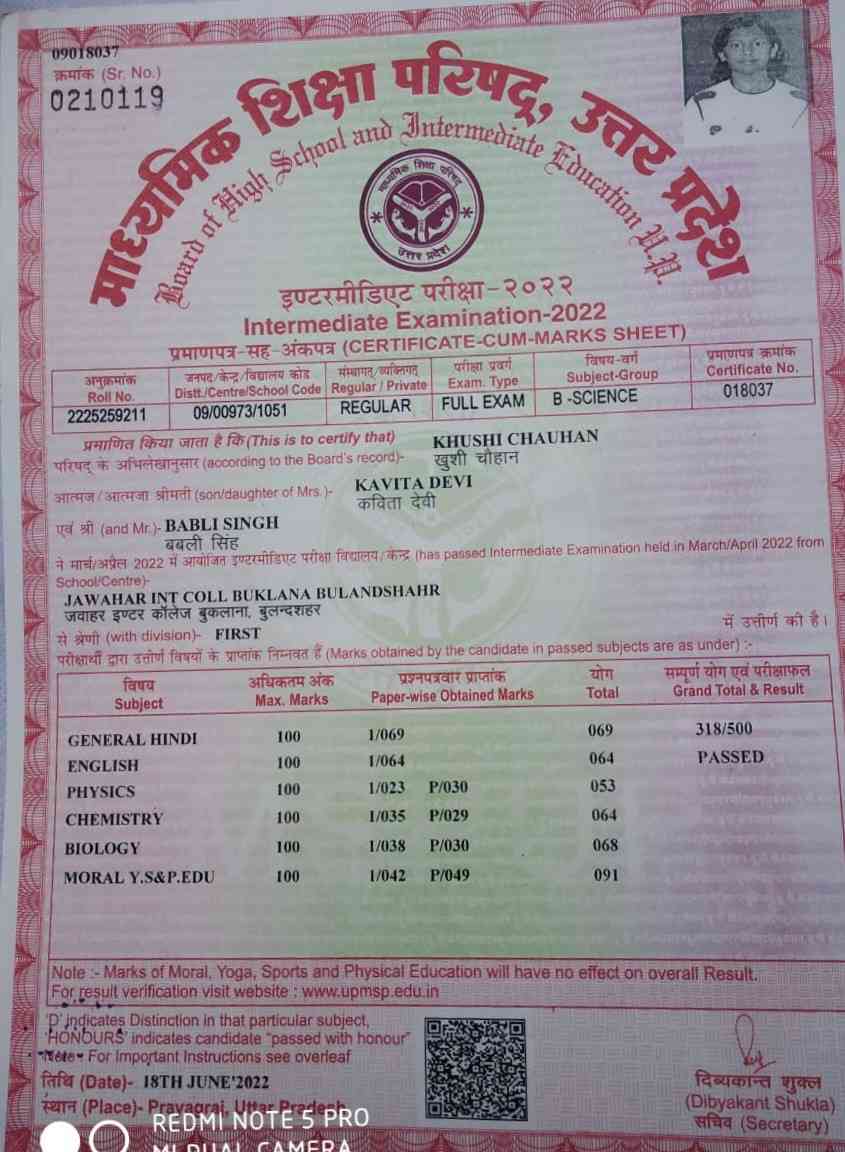 09018037
क्रमांक (Sr. No.)
0210119
माध्यमिक शिक्षा परिषद्, उत्तर प्रदेश
Board of High School and Intermediate Education U.P.
माध्यमिक शिक्षा परिषद्
उत्तर प्रदेश
इण्टरमीडिएट परीक्षा-२०२२
Intermediate Examination-2022
प्रमाणपत्र-सह-अंकपत्र (CERTIFICATE-CUM-MARKS SHEET)
अनुक्रमांक जनपद/केन्द्र/विद्यालय कोड संस्थागत/व्यक्तिगत परीक्षा प्रवर्ग विषय-वर्ग प्रमाणपत्र क्रमांक
Roll No. Distt./Centre/School Code Regular / Private Exam. Type Subject-Group Certificate No.
2225259211 09/00973/1051 REGULAR FULL EXAM B -SCIENCE 018037
प्रमाणित किया जाता है कि (This is to certify that) KHUSHI CHAUHAN
परिषद् के अभिलेखानुसार (according to the Board's record)- खुशी चौहान
आत्मज/आत्मजा श्रीमती (son/daughter of Mrs.)- KAVITA DEVI
कविता देवी
एवं श्री (and Mr.)- BABLI SINGH
बबली सिंह
ने मार्च/अप्रैल 2022 में आयोजित इण्टरमीडिएट परीक्षा विद्यालय/केन्द्र (has passed Intermediate Examination held in March/April 2022 from
School/Centre)-
JAWAHAR INT COLL BUKLANA BULANDSHAHR
जवाहर इण्टर कॉलेज बुकलाना, बुलन्दशहर
में उत्तीर्ण की है।
से श्रेणी (with division)- FIRST
परीक्षार्थी द्वारा उत्तीर्ण विषयों के प्राप्तांक निम्नवत हैं (Marks obtained by the candidate in passed subjects are as under) :-
विषय अधिकतम अंक प्रश्नपत्रवार प्राप्तांक योग सम्पूर्ण योग एवं परीक्षाफल
Subject Max. Marks Paper-wise Obtained Marks Total Grand Total & Result
GENERAL HINDI 100 1/069 069 318/500
ENGLISH 100 1/064 064 PASSED
PHYSICS 100 1/023 P/030 053
CHEMISTRY 100 1/035 P/029 064
BIOLOGY 100 1/038 P/030 068
MORAL Y.S&P.EDU 100 1/042 P/049 091
Note :- Marks of Moral, Yoga, Sports and Physical Education will have no effect on overall Result.
For result verification visit website : www.upmsp.edu.in
'D' indicates Distinction in that particular subject,
'HONOURS' indicates candidate "passed with honour"
Note:- For Important Instructions see overleaf
तिथि (Date)- 18TH JUNE'2022
स्थान (Place)- Prayagraj, Uttar Pradesh
दिब्यकान्त शुक्ल
(Dibyakant Shukla)
सचिव (Secretary)
REDMI NOTE 5 PRO
MI DUAL CAMERA